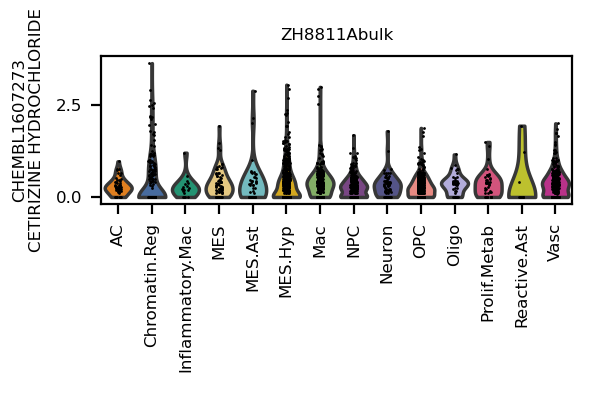 ZH8811Abulk
CHEMBL1607273
CETIRIZINE HYDROCHLORIDE
2.5
0.0
AC
Chromatin.Reg
Inflammatory.Mac
MES
MES.Ast
MES.Hyp
Mac
NPC
Neuron
OPC
Oligo
Prolif.Metab
Reactive.Ast
Vasc